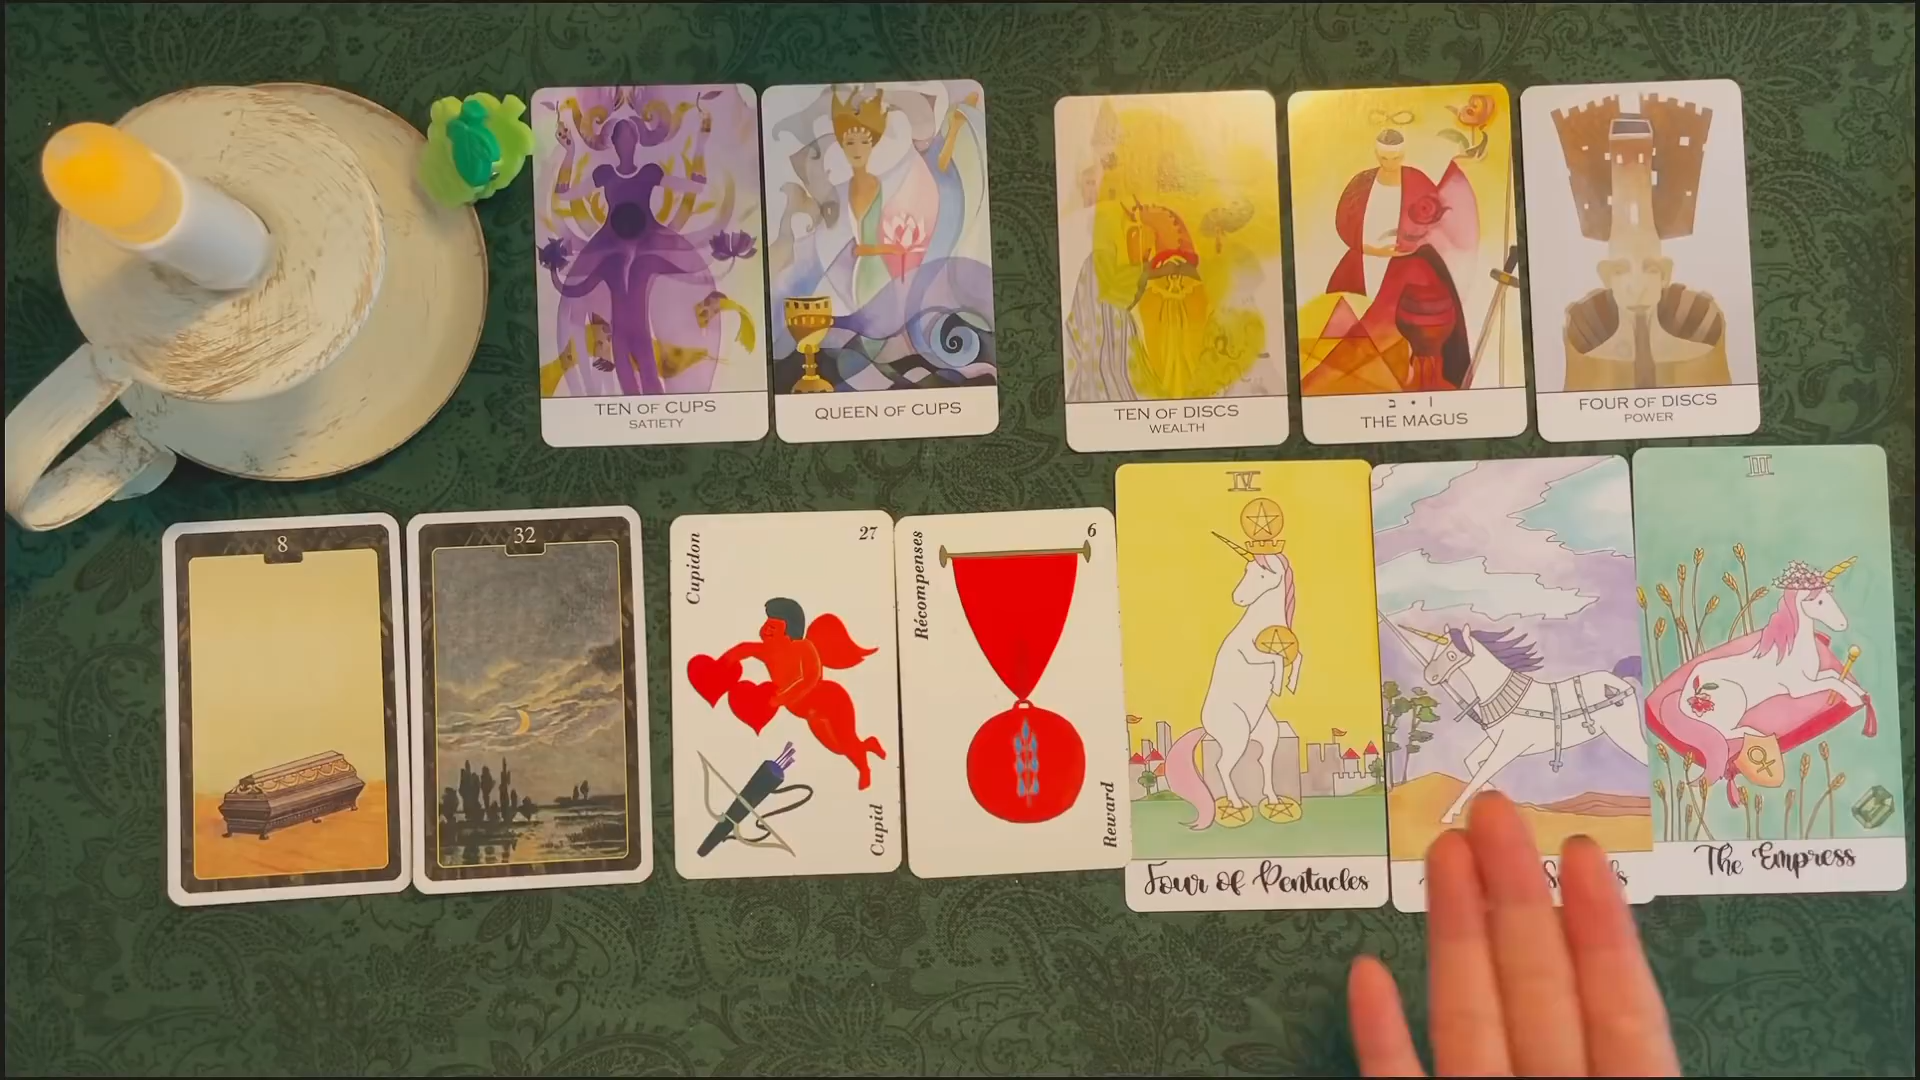 TEN OF CUPS
SATIETY
QUEEN OF CUPS
TEN OF DISCS
WEALTH
ב • I
THE MAGUS
FOUR OF DISCS
POWER
8
32
Cupidon
27
Cupid
Récompenses
6
Reward
IV
Four of Pentacles
III
The Empress